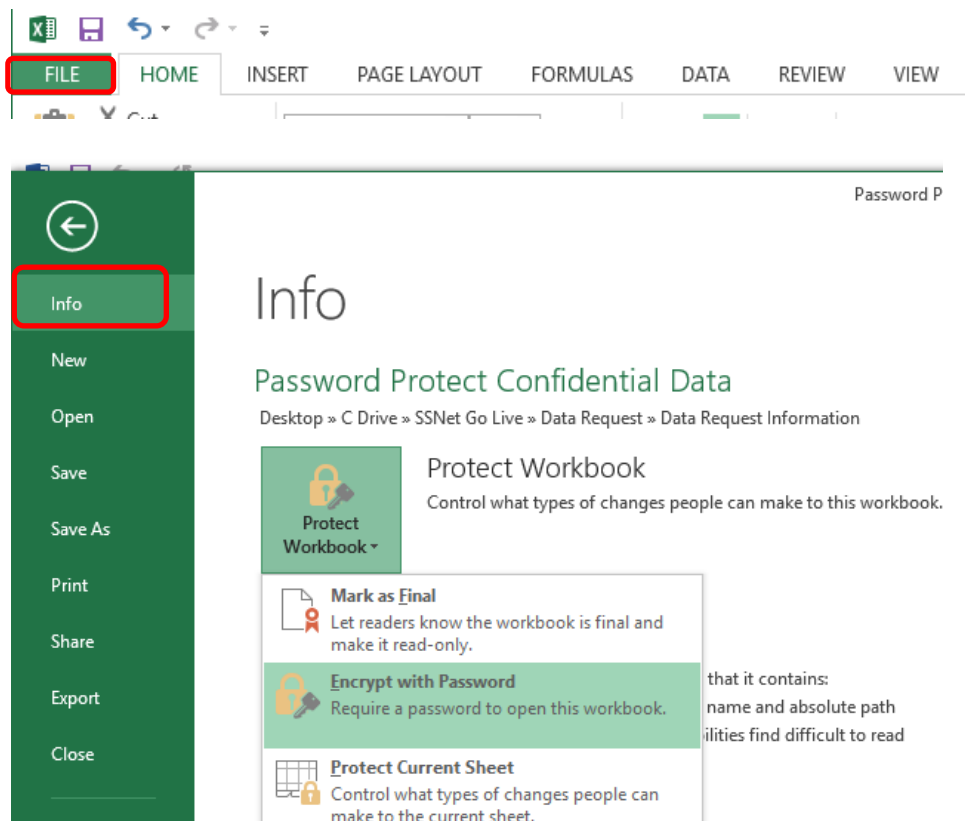 FILE HOME INSERT PAGE LAYOUT FORMULAS DATA REVIEW VIEW
Password P
Info
Info
New
Open
Save
Save As
Print
Share
Export
Close
Password Protect Confidential Data
Desktop » C Drive » SSNet Go Live » Data Request » Data Request Information
Protect
Workbook
Protect Workbook
Control what types of changes people can make to this workbook.
Mark as Final
Let readers know the workbook is final and
make it read-only.
Encrypt with Password
Require a password to open this workbook.
Protect Current Sheet
Control what types of changes people can
make to the current sheet.
that it contains:
name and absolute path
ilities find difficult to read